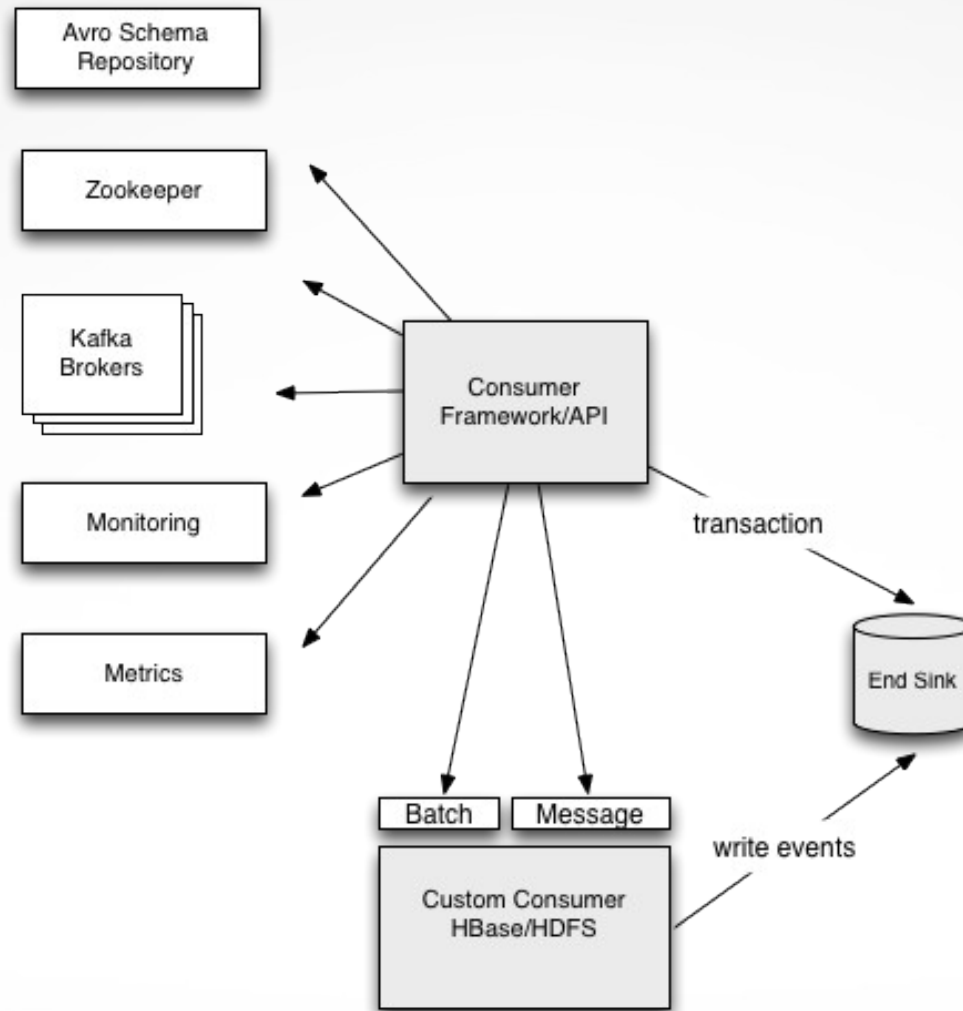 Avro Schema
Repository
Zookeeper
Kafka
Brokers
Consumer
Framework/API
Monitoring
transaction
Metrics
End Sink
Batch
Message
write events
Custom Consumer
HBase/HDFS